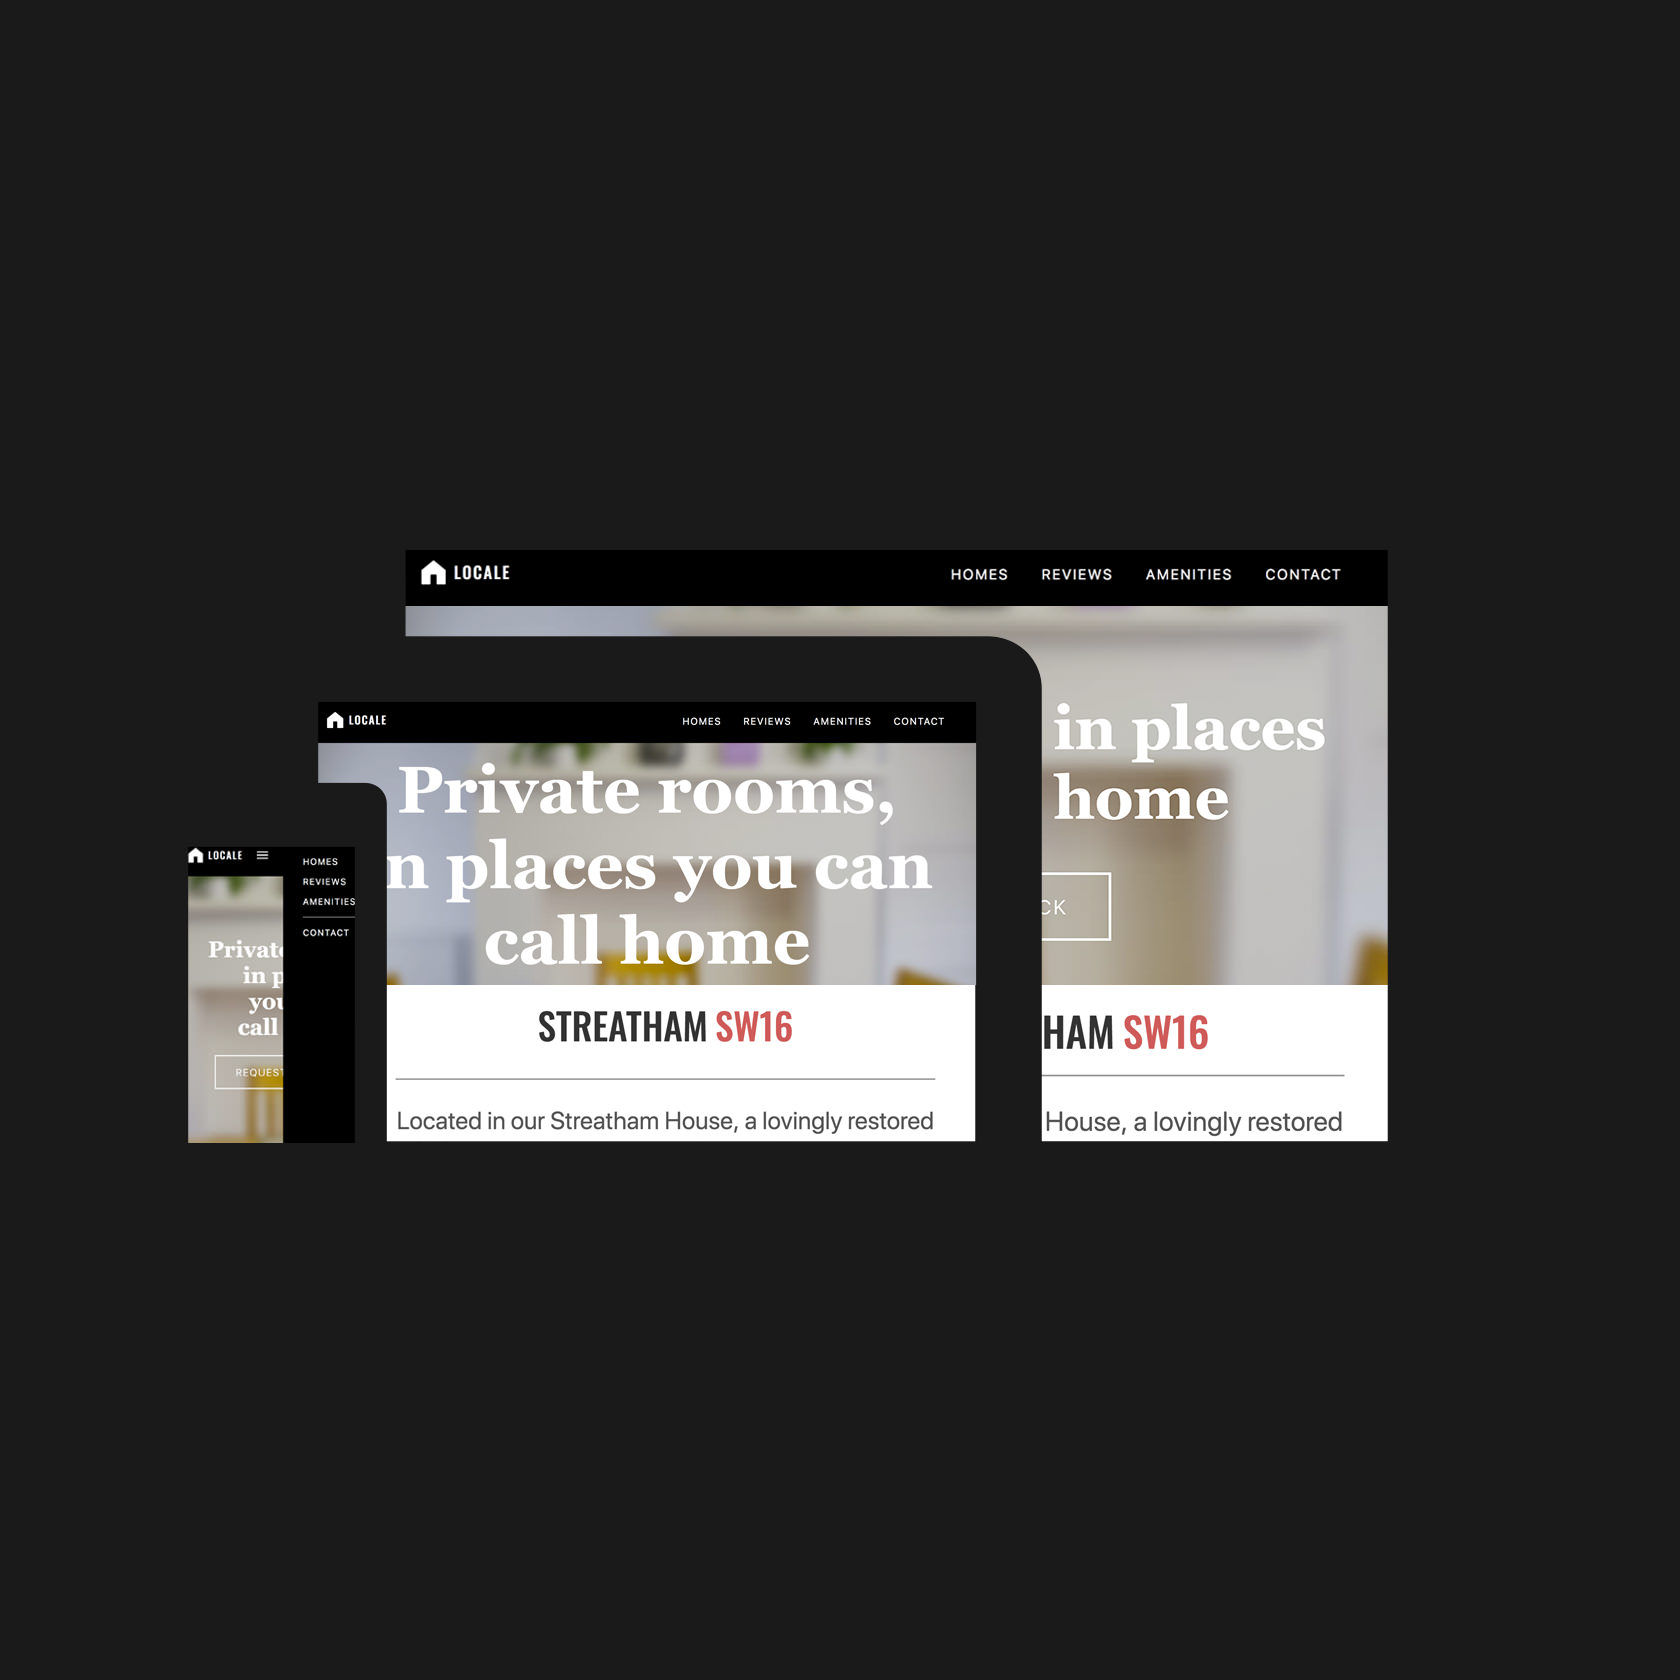 LOCALE
HOMES REVIEWS AMENITIES CONTACT
in places
home
CK
HAM SW16
House, a lovingly restored
LOCALE
HOMES REVIEWS AMENITIES CONTACT
Private rooms,
n places you can
call home
STREATHAM SW16
Located in our Streatham House, a lovingly restored
LOCALE
HOMES
REVIEWS
AMENITIES
CONTACT
Privat
in p
you
call
REQUEST